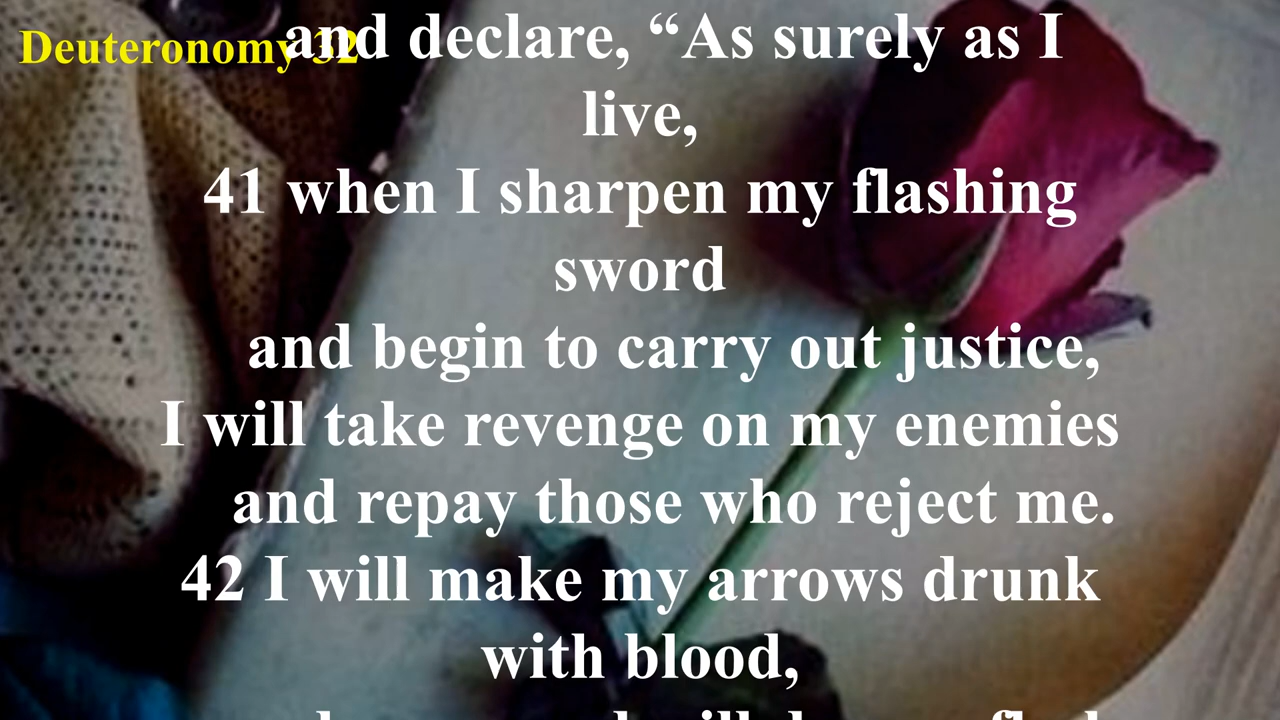 Deuteronomy 32
and declare, “As surely as I
live,
41 when I sharpen my flashing
sword
and begin to carry out justice,
I will take revenge on my enemies
and repay those who reject me.
42 I will make my arrows drunk
with blood,